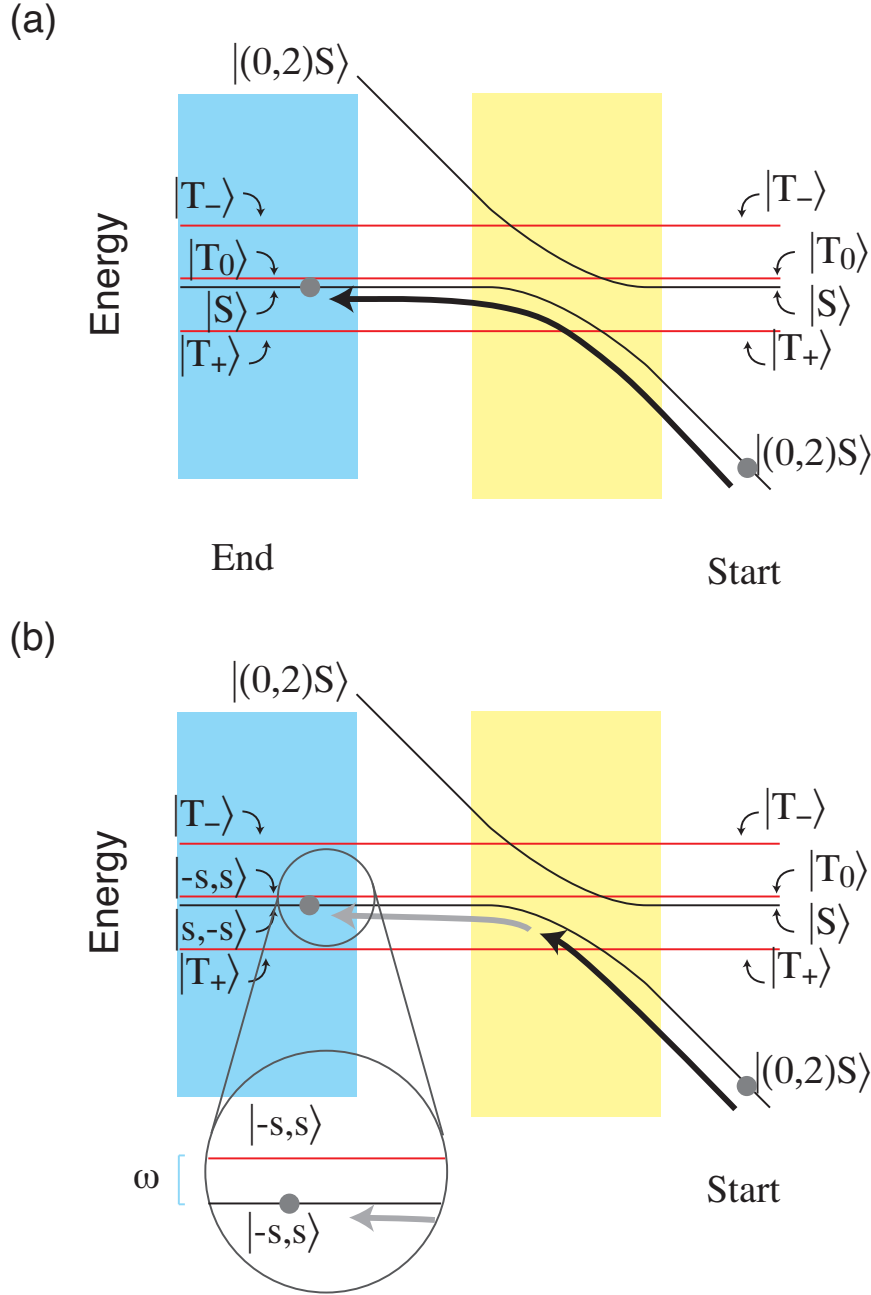 (a)
|(0,2)S⟩
|T₋⟩ |T₋⟩
|T₀⟩ |T₀⟩
|S⟩ |S⟩
|T₊⟩ |T₊⟩
Energy
|(0,2)S⟩
End Start
(b)
|(0,2)S⟩
|T₋⟩ |T₋⟩
|-s,s⟩ |T₀⟩
|s,-s⟩ |S⟩
|T₊⟩ |T₊⟩
Energy
|(0,2)S⟩
|-s,s⟩
ω
Start
|-s,s⟩